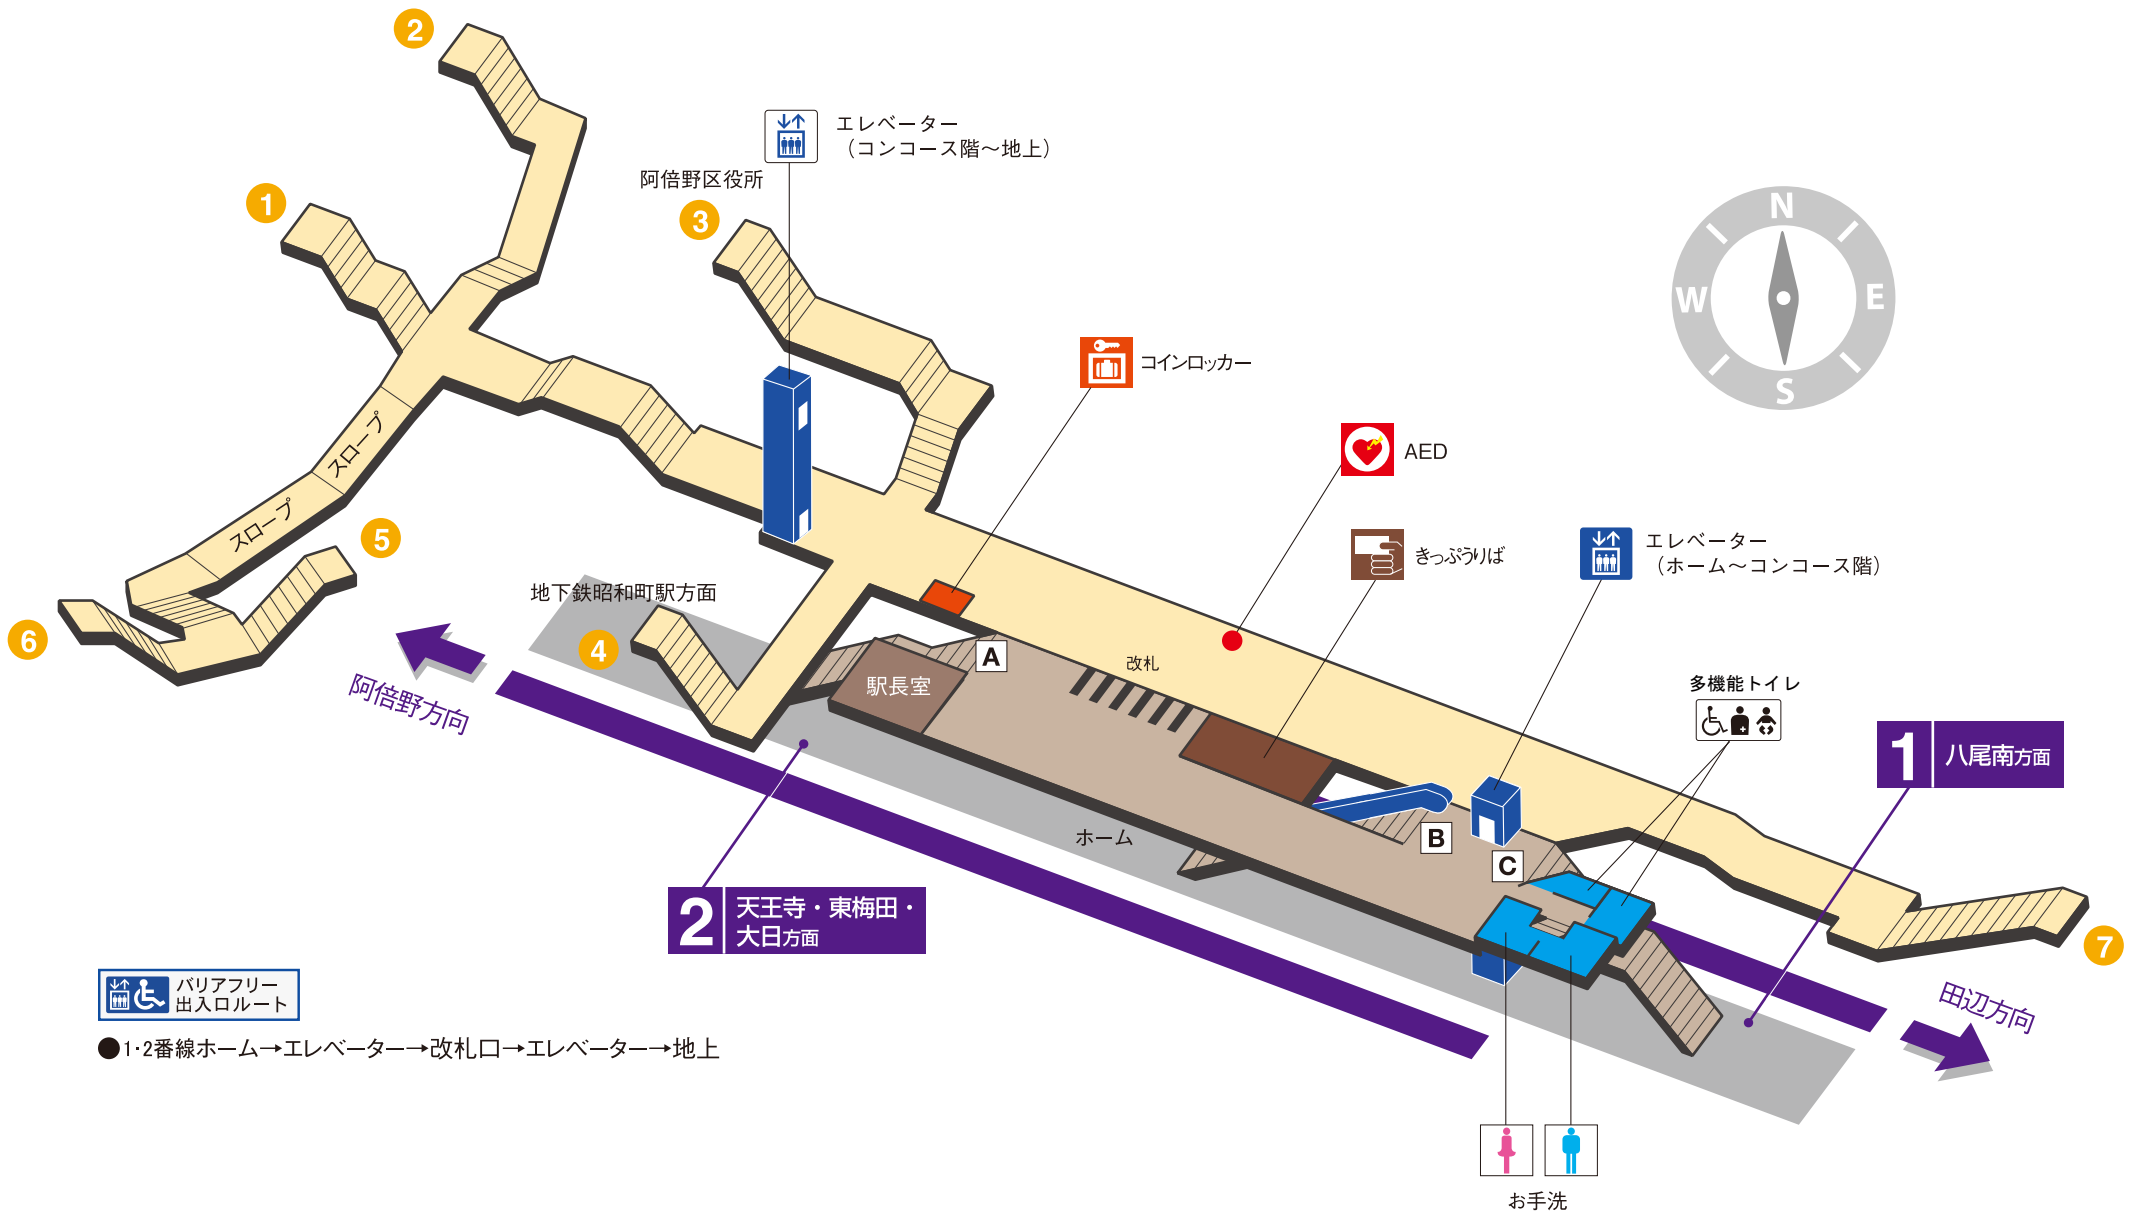 2
エレベーター
（コンコース階～地上）
阿倍野区役所
1
3
N
W
E
S
コインロッカー
AED
スロープ
スロープ
5
きっぷうりば
エレベーター
（ホーム～コンコース階）
地下鉄昭和町駅方面
6
4
A
改札
駅長室
阿倍野方向
多機能トイレ
1 八尾南方面
ホーム
B
C
2 天王寺・東梅田・
大日方面
7
田辺方向
バリアフリー
出入口ルート
●1･2番線ホーム→エレベーター→改札口→エレベーター→地上
お手洗